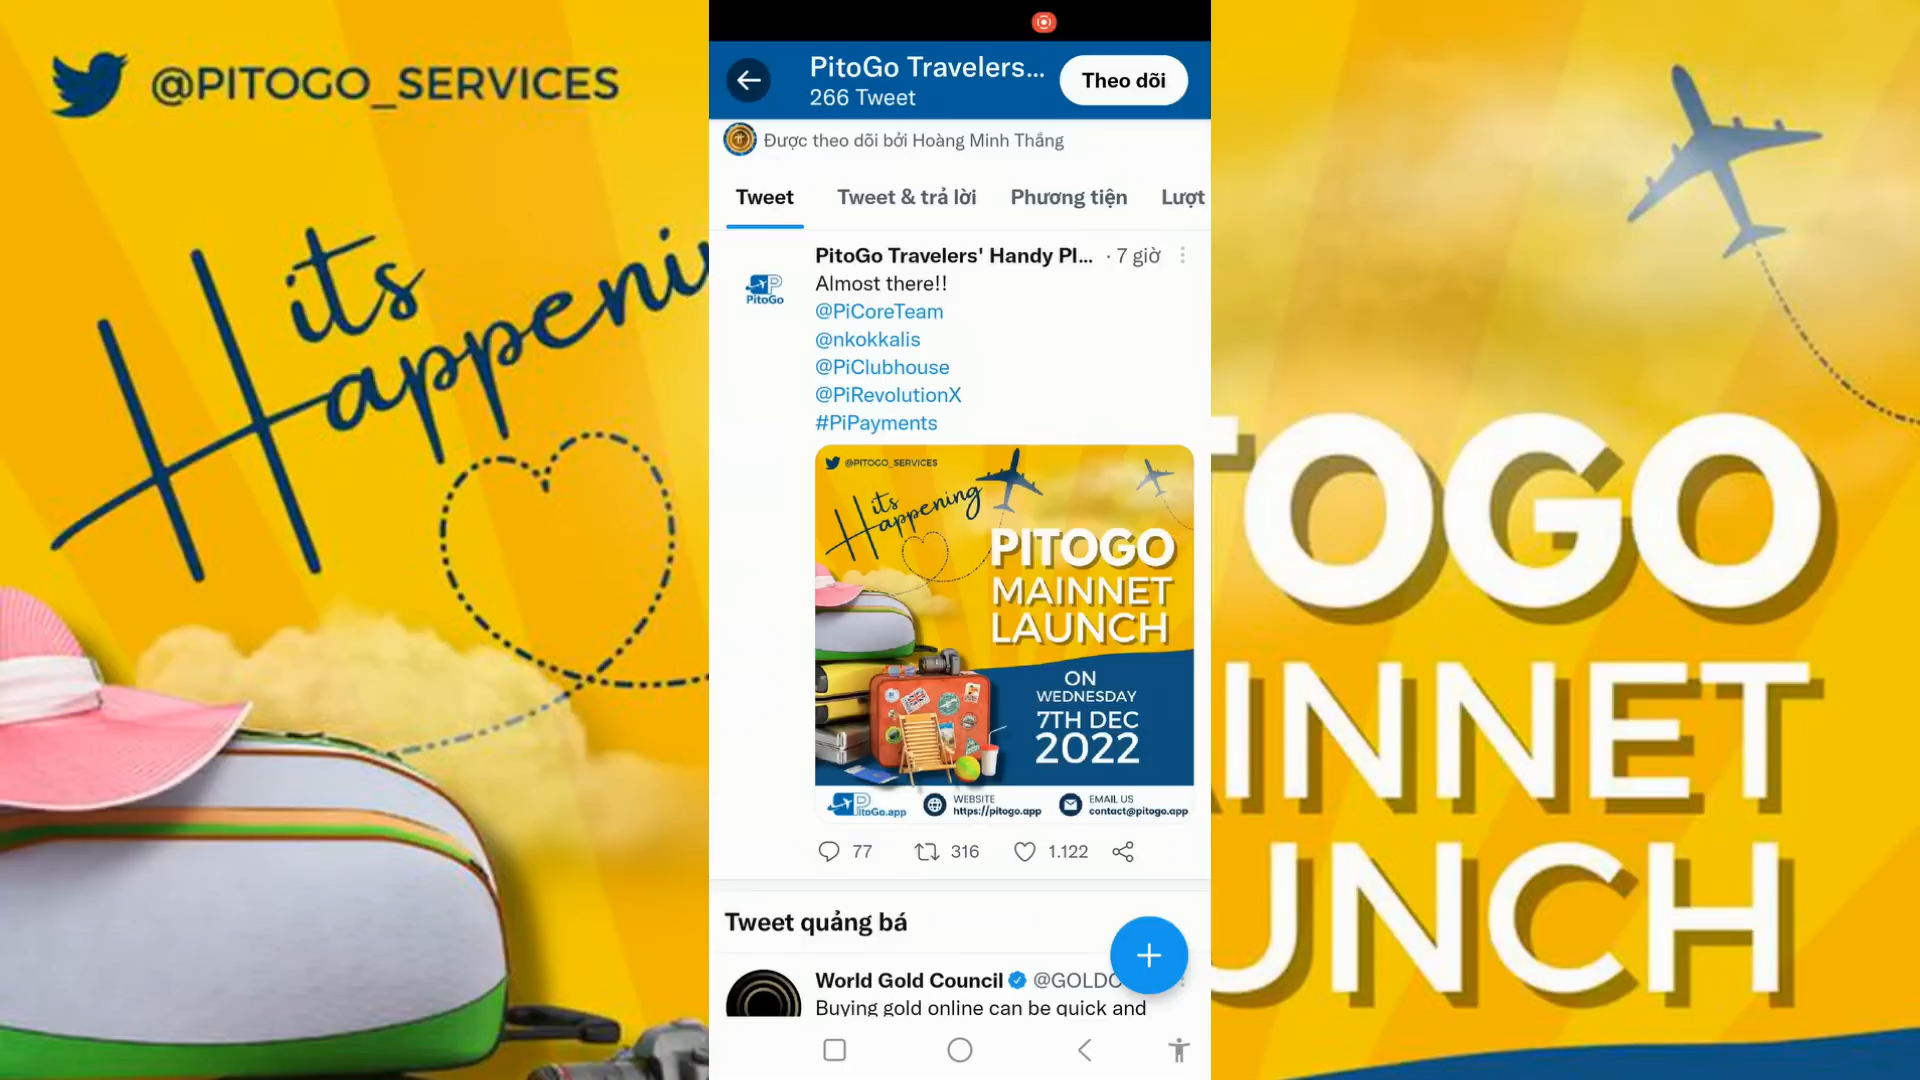 @PITOGO_SERVICES
its
Happeni
PitoGo Travelers...
266 Tweet
Theo dõi
Được theo dõi bởi Hoàng Minh Thắng
Tweet
Tweet & trả lời
Phương tiện
Lượt
PitoGo Travelers' Handy Pl... · 7 giờ
PitoGo
Almost there!!
@PiCoreTeam
@nkokkalis
@PiClubhouse
@PiRevolutionX
#PiPayments
@PITOGO_SERVICES
its
Happening
PITOGO
MAINNET
LAUNCH
ON
WEDNESDAY
7TH DEC
2022
PitoGo.app
WEBSITE
https://pitogo.app
EMAIL US
contact@pitogo.app
77
316
1.122
Tweet quảng bá
World Gold Council @GOLDC
Buying gold online can be quick and
TOGO
INNET
UNCH